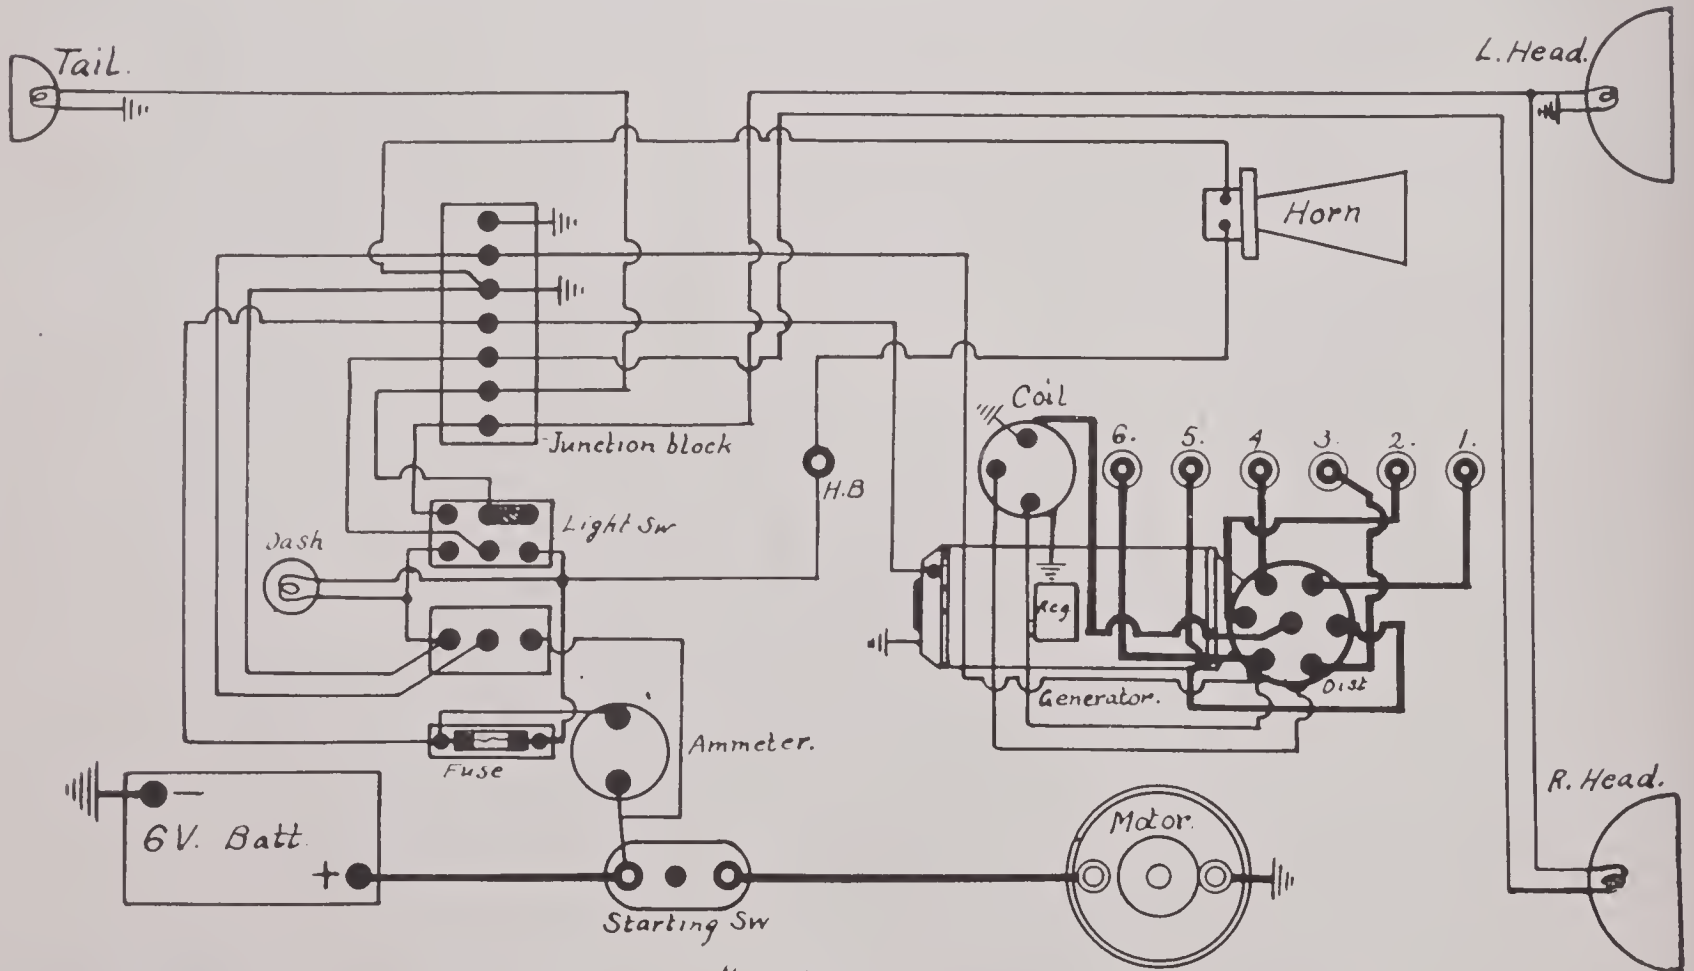 Tail.
L. Head.
Horn
Junction block
Coil
6. 5. 4 3. 2. 1.
H.B
Light Sw
Dash
Reg.
Generator.
Dist
Ammeter.
Fuse
R. Head.
6V. Batt
−
+
Motor.
Starting Sw